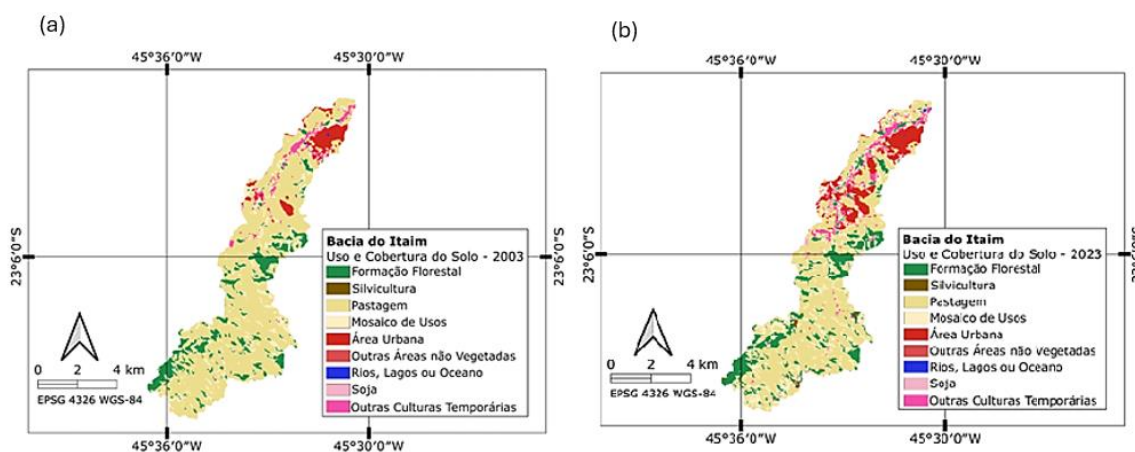 (a)
45°36′0″W
45°30′0″W
23°6′0″S
Bacia do Itaim
Uso e Cobertura do Solo - 2003
Formação Florestal
Silvicultura
Pastagem
Mosaico de Usos
Área Urbana
Outras Áreas não Vegetadas
Rios, Lagos ou Oceano
Soja
Outras Culturas Temporárias
0 2 4 km
EPSG 4326 WGS-84
23°6′0″S
45°36′0″W
45°30′0″W
(b)
45°36′0″W
45°30′0″W
23°6′0″S
Bacia do Itaim
Uso e Cobertura do Solo - 2023
Formação Florestal
Silvicultura
Pastagem
Mosaico de Usos
Área Urbana
Outras Áreas não Vegetadas
Rios, Lagos ou Oceano
Soja
Outras Culturas Temporárias
0 2 4 km
EPSG 4326 WGS-84
23°6′0″S
45°36′0″W
45°30′0″W